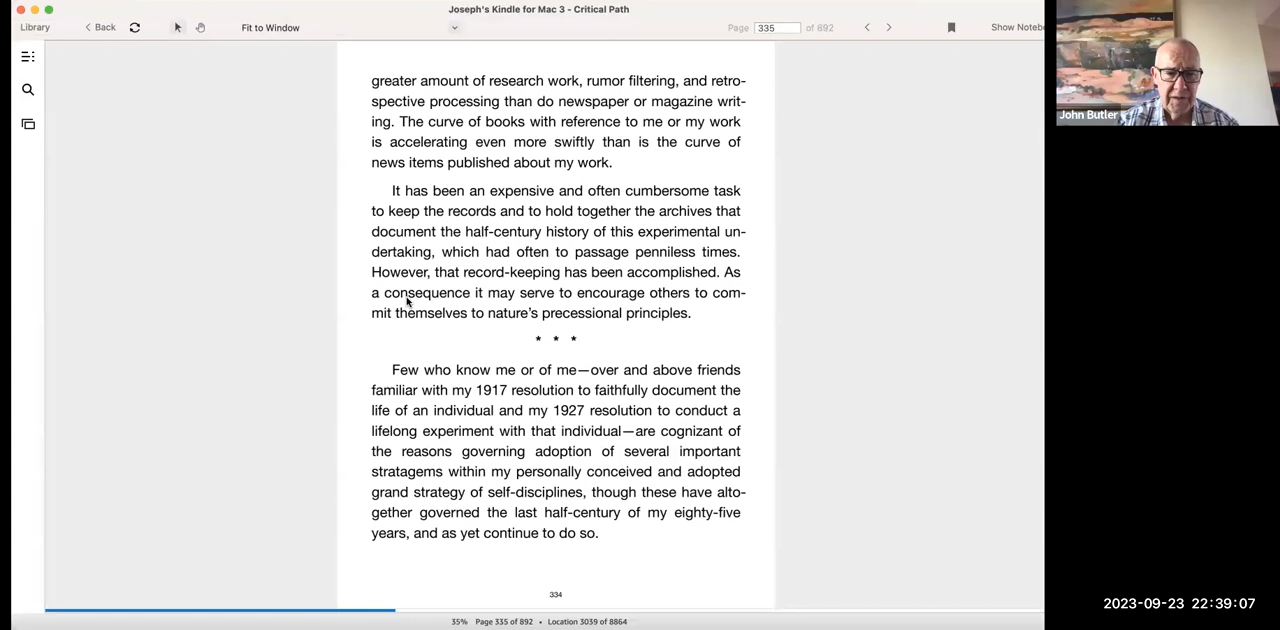 Joseph's Kindle for Mac 3 - Critical Path
Library
Back
Fit to Window
Page 335 of 892
Show Notebo
greater amount of research work, rumor filtering, and retro-
spective processing than do newspaper or magazine writ-
ing. The curve of books with reference to me or my work
is accelerating even more swiftly than is the curve of
news items published about my work.
It has been an expensive and often cumbersome task
to keep the records and to hold together the archives that
document the half-century history of this experimental un-
dertaking, which had often to passage penniless times.
However, that record-keeping has been accomplished. As
a consequence it may serve to encourage others to com-
mit themselves to nature's precessional principles.
* * *
Few who know me or of me—over and above friends
familiar with my 1917 resolution to faithfully document the
life of an individual and my 1927 resolution to conduct a
lifelong experiment with that individual—are cognizant of
the reasons governing adoption of several important
stratagems within my personally conceived and adopted
grand strategy of self-disciplines, though these have alto-
gether governed the last half-century of my eighty-five
years, and as yet continue to do so.
334
35% Page 335 of 892 • Location 3039 of 8864
John Butler
2023-09-23 22:39:07